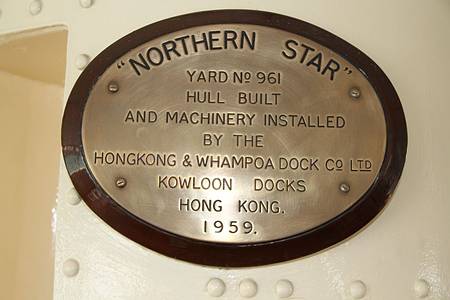 "NORTHERN STAR"
YARD Nº 961
HULL BUILT
AND MACHINERY INSTALLED
BY THE
HONGKONG & WHAMPOA DOCK Cº LTD
KOWLOON DOCKS
HONG KONG.
1959.